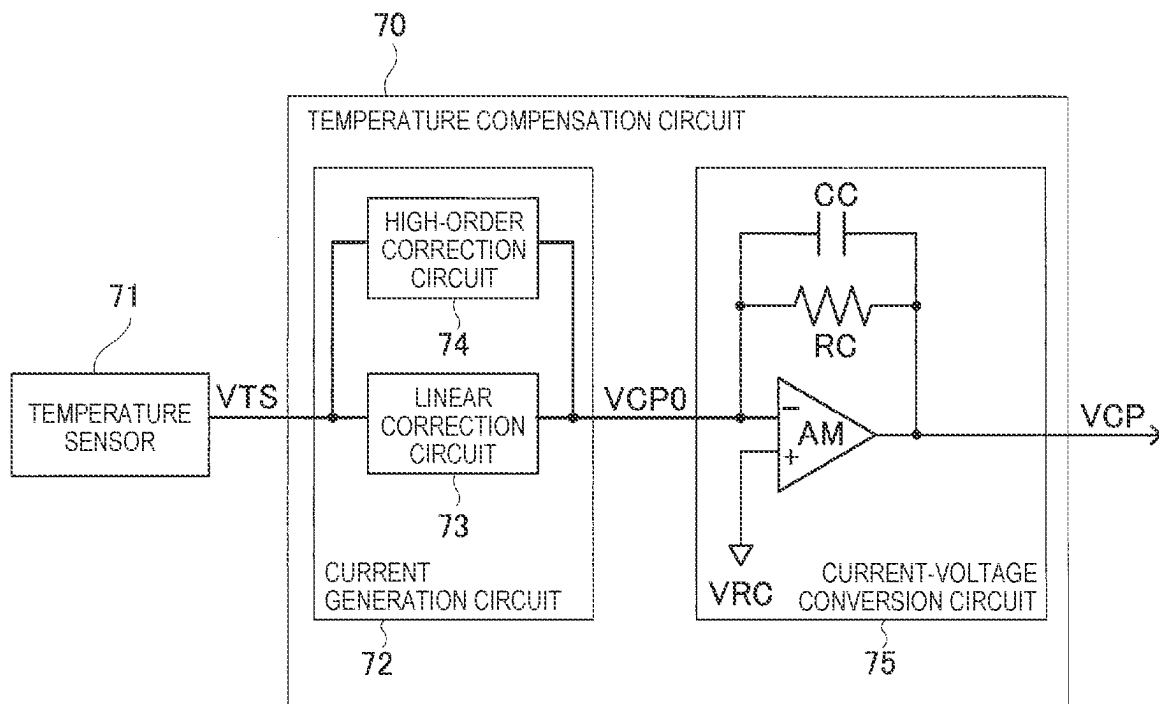 70
TEMPERATURE COMPENSATION CIRCUIT
HIGH-ORDER
CORRECTION
CIRCUIT
74
CC
RC
71
TEMPERATURE
SENSOR
VTS
LINEAR
CORRECTION
CIRCUIT
73
VCP0
−
AM
+
VCP
VRC
CURRENT
GENERATION CIRCUIT
72
CURRENT-VOLTAGE
CONVERSION CIRCUIT
75